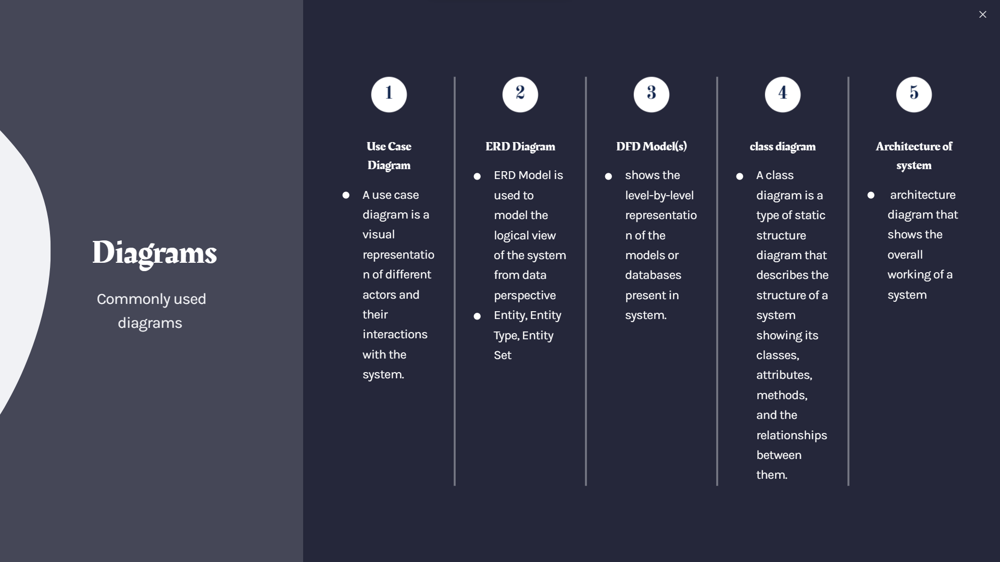 Diagrams
Commonly used
diagrams
1
Use Case
Diagram
A use case
diagram is a
visual
representatio
n of different
actors and
their
interactions
with the
system.
2
ERD Diagram
ERD Model is
used to
model the
logical view
of the system
from data
perspective
Entity, Entity
Type, Entity
Set
3
DFD Model(s)
shows the
level-by-level
representatio
n of the
models or
databases
present in
system.
4
class diagram
A class
diagram is a
type of static
structure
diagram that
describes the
structure of a
system
showing its
classes,
attributes,
methods,
and the
relationships
between
them.
5
Architecture of
system
architecture
diagram that
shows the
overall
working of a
system